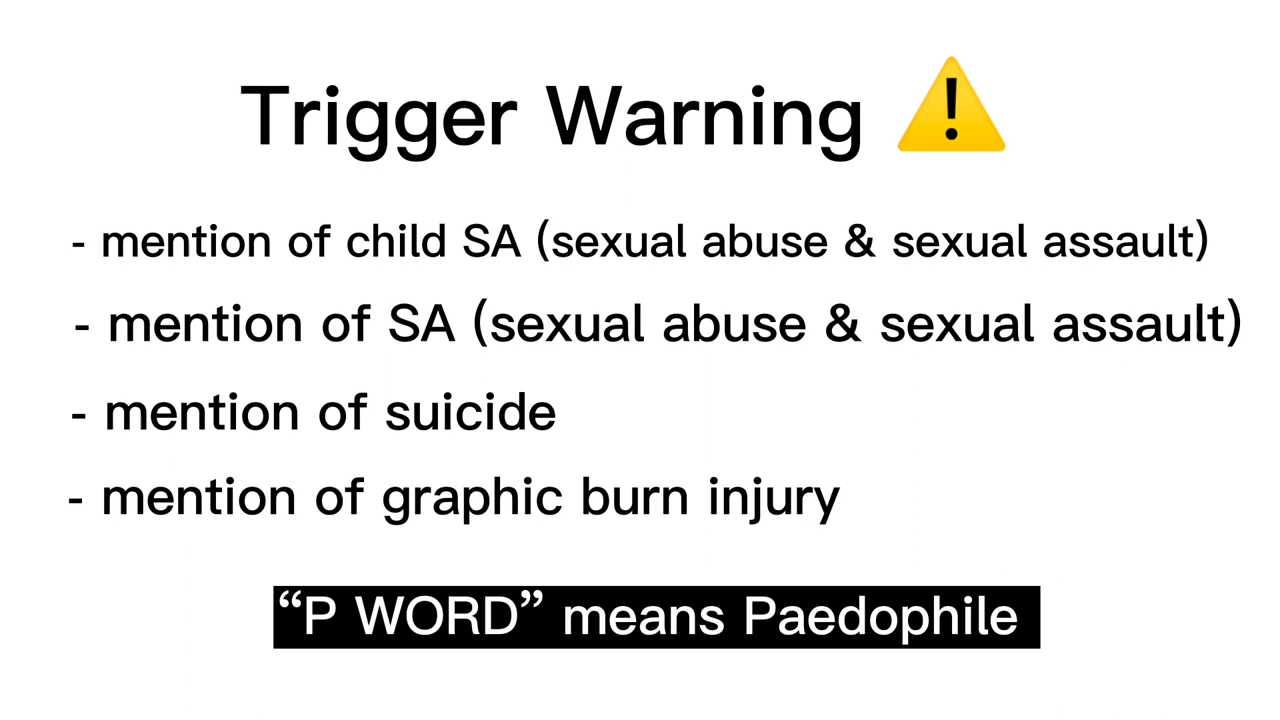 Trigger Warning ⚠️
- mention of child SA (sexual abuse & sexual assault)
- mention of SA (sexual abuse & sexual assault)
- mention of suicide
- mention of graphic burn injury
“P WORD” means Paedophile